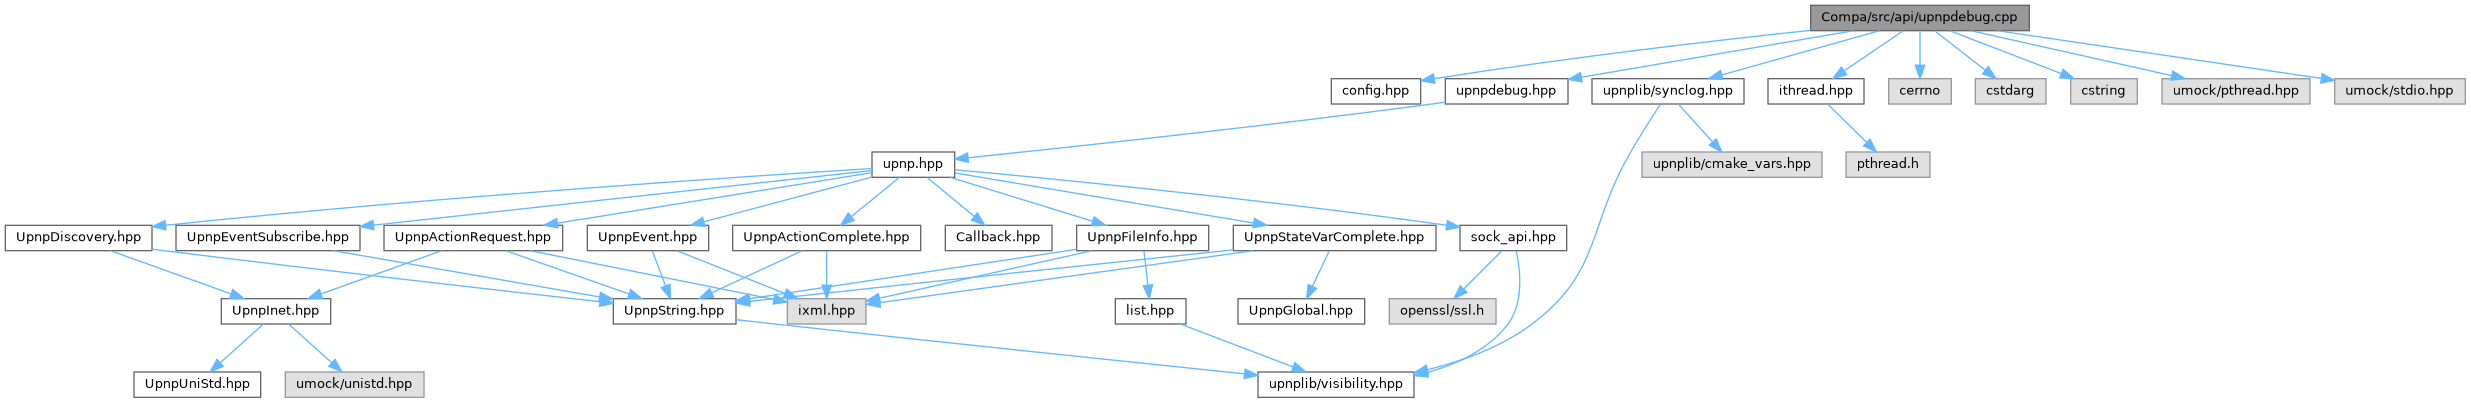 Compa/src/api/upnpdebug.cpp
config.hpp
upnpdebug.hpp
upnplib/synclog.hpp
ithread.hpp
cerrno
cstdarg
cstring
umock/pthread.hpp
umock/stdio.hpp
upnp.hpp
upnplib/cmake_vars.hpp
pthread.h
UpnpDiscovery.hpp
UpnpEventSubscribe.hpp
UpnpActionRequest.hpp
UpnpEvent.hpp
UpnpActionComplete.hpp
Callback.hpp
UpnpFileInfo.hpp
UpnpStateVarComplete.hpp
sock_api.hpp
UpnpInet.hpp
UpnpString.hpp
ixml.hpp
list.hpp
UpnpGlobal.hpp
openssl/ssl.h
UpnpUniStd.hpp
umock/unistd.hpp
upnplib/visibility.hpp